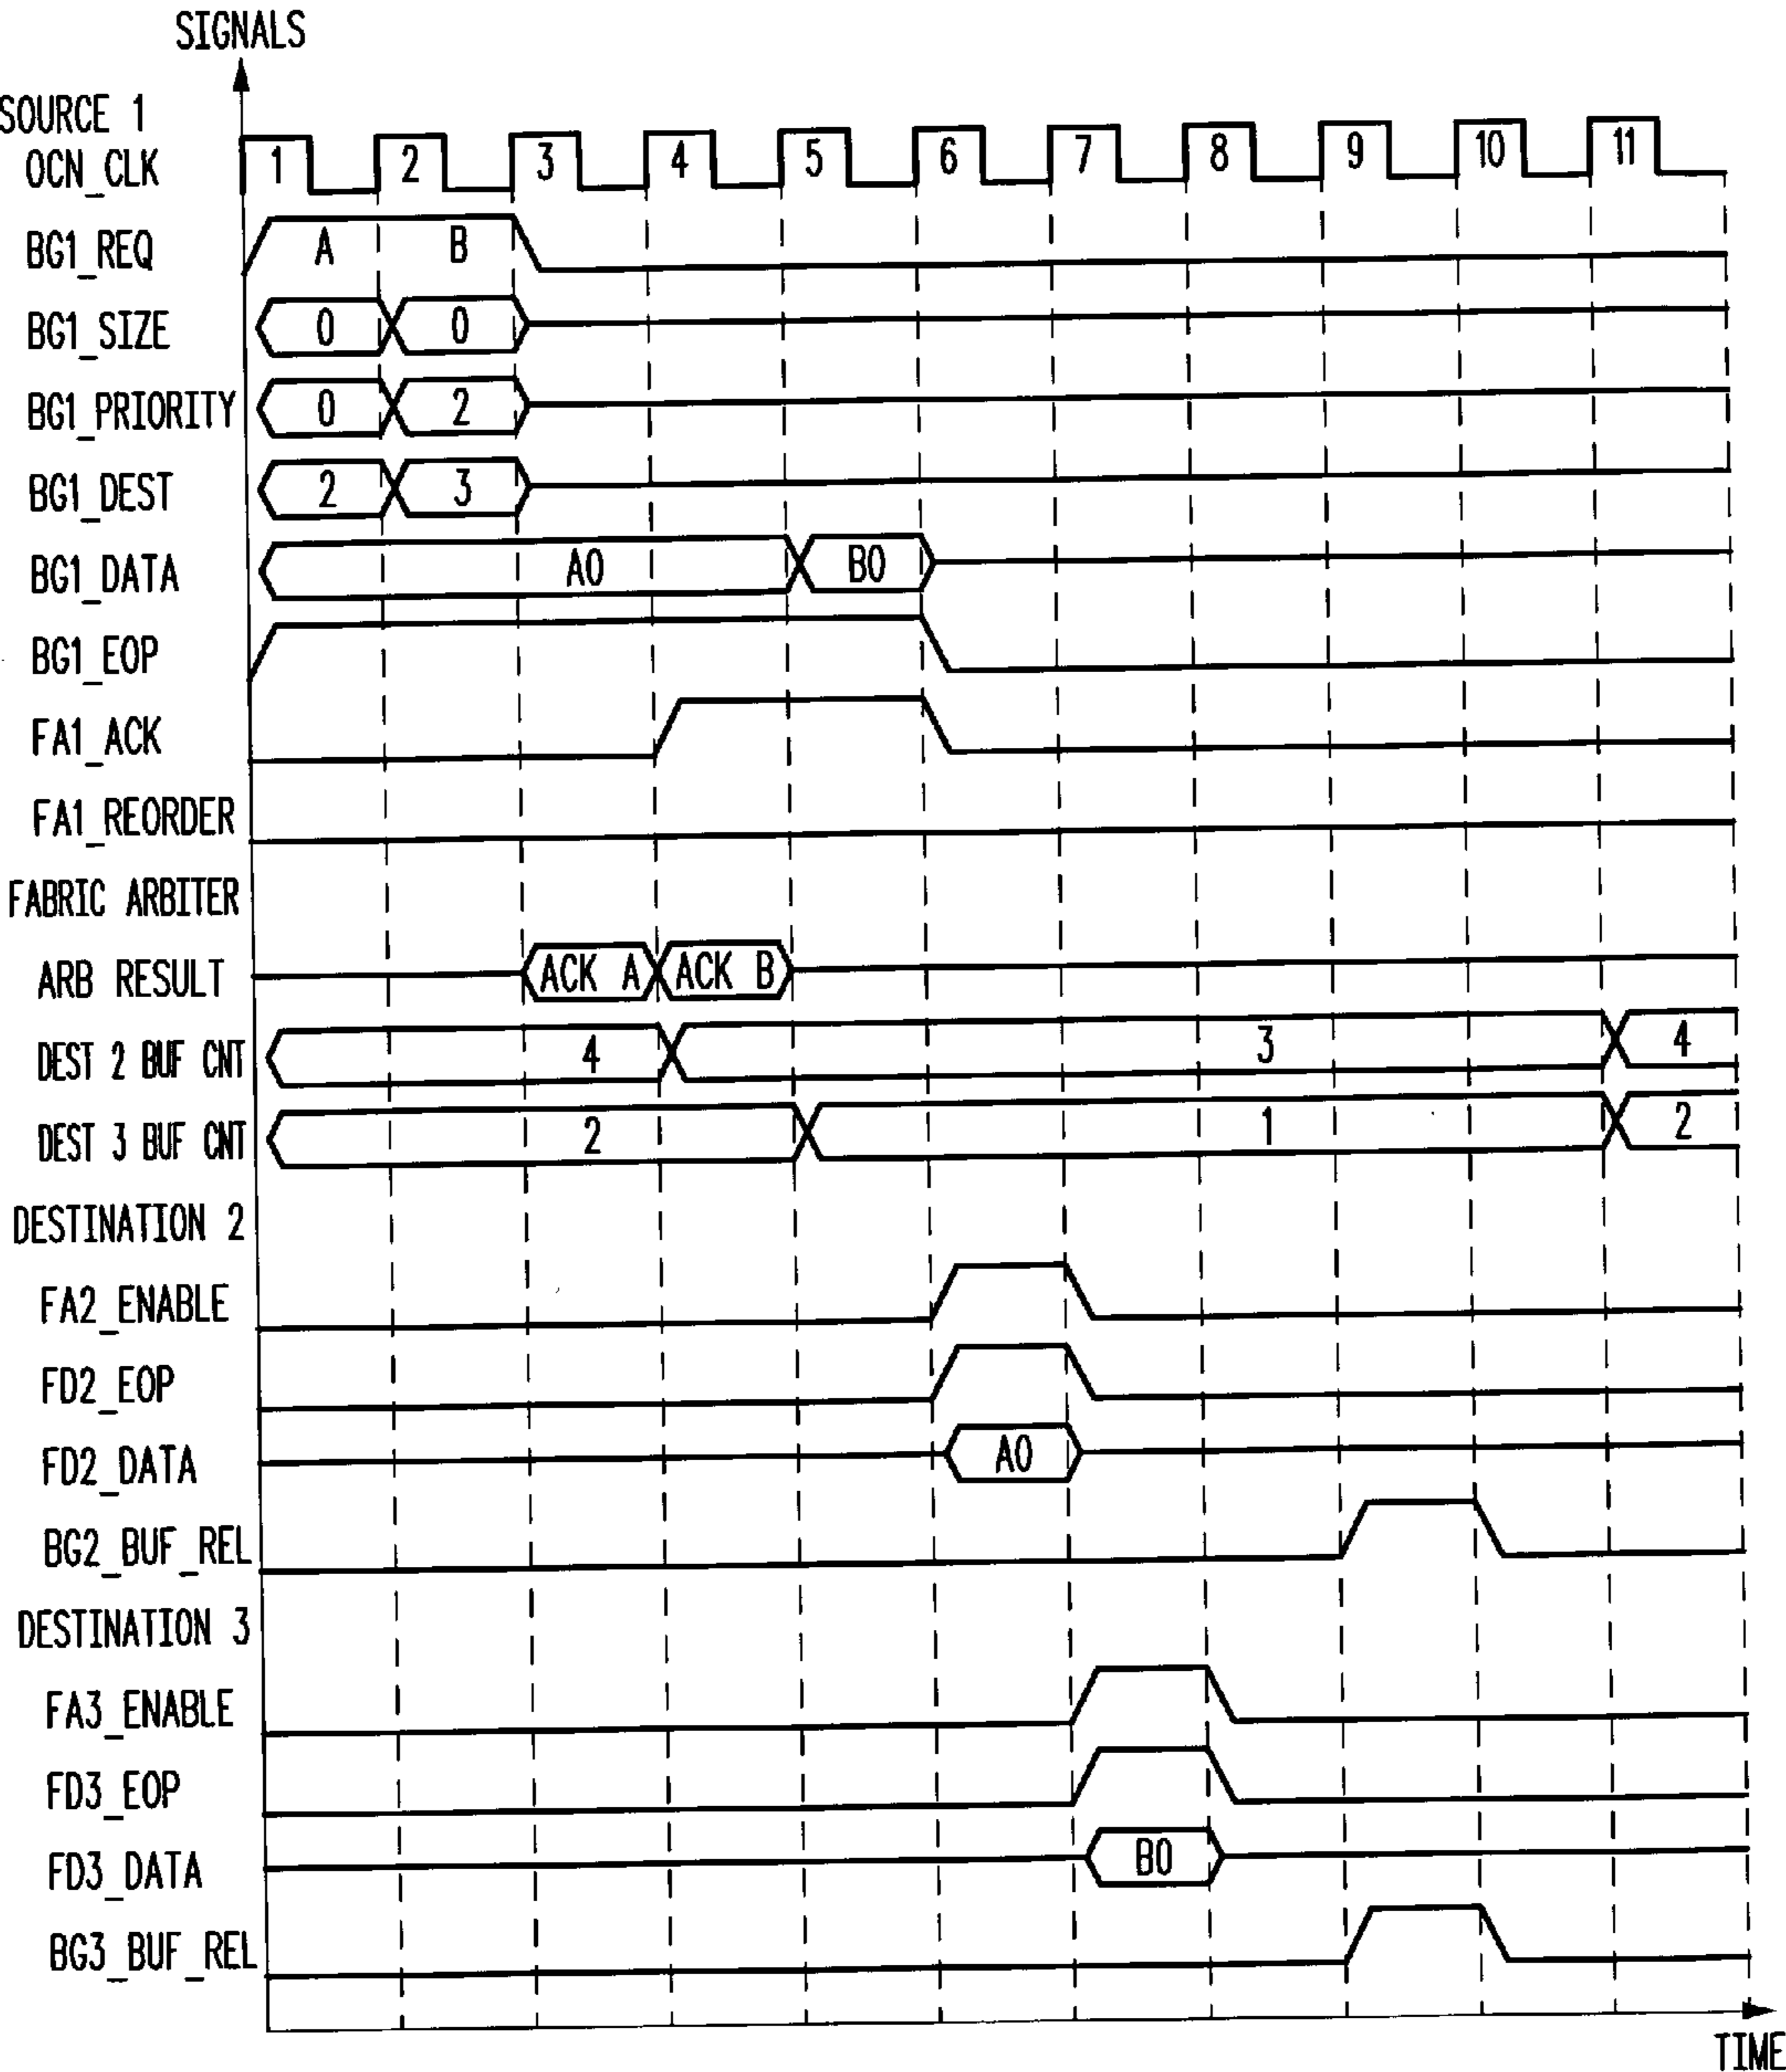 SIGNALS
SOURCE 1
OCN_CLK 1 2 3 4 5 6 7 8 9 10 11
BG1_REQ A B
BG1_SIZE 0 0
BG1_PRIORITY 0 2
BG1_DEST 2 3
BG1_DATA A0 B0
BG1_EOP
FA1_ACK
FA1_REORDER
FABRIC ARBITER
ARB RESULT ACK A ACK B
DEST 2 BUF CNT 4 3 4
DEST 3 BUF CNT 2 1 2
DESTINATION 2
FA2_ENABLE
FD2_EOP
FD2_DATA A0
BG2_BUF_REL
DESTINATION 3
FA3_ENABLE
FD3_EOP
FD3_DATA B0
BG3_BUF_REL
TIME